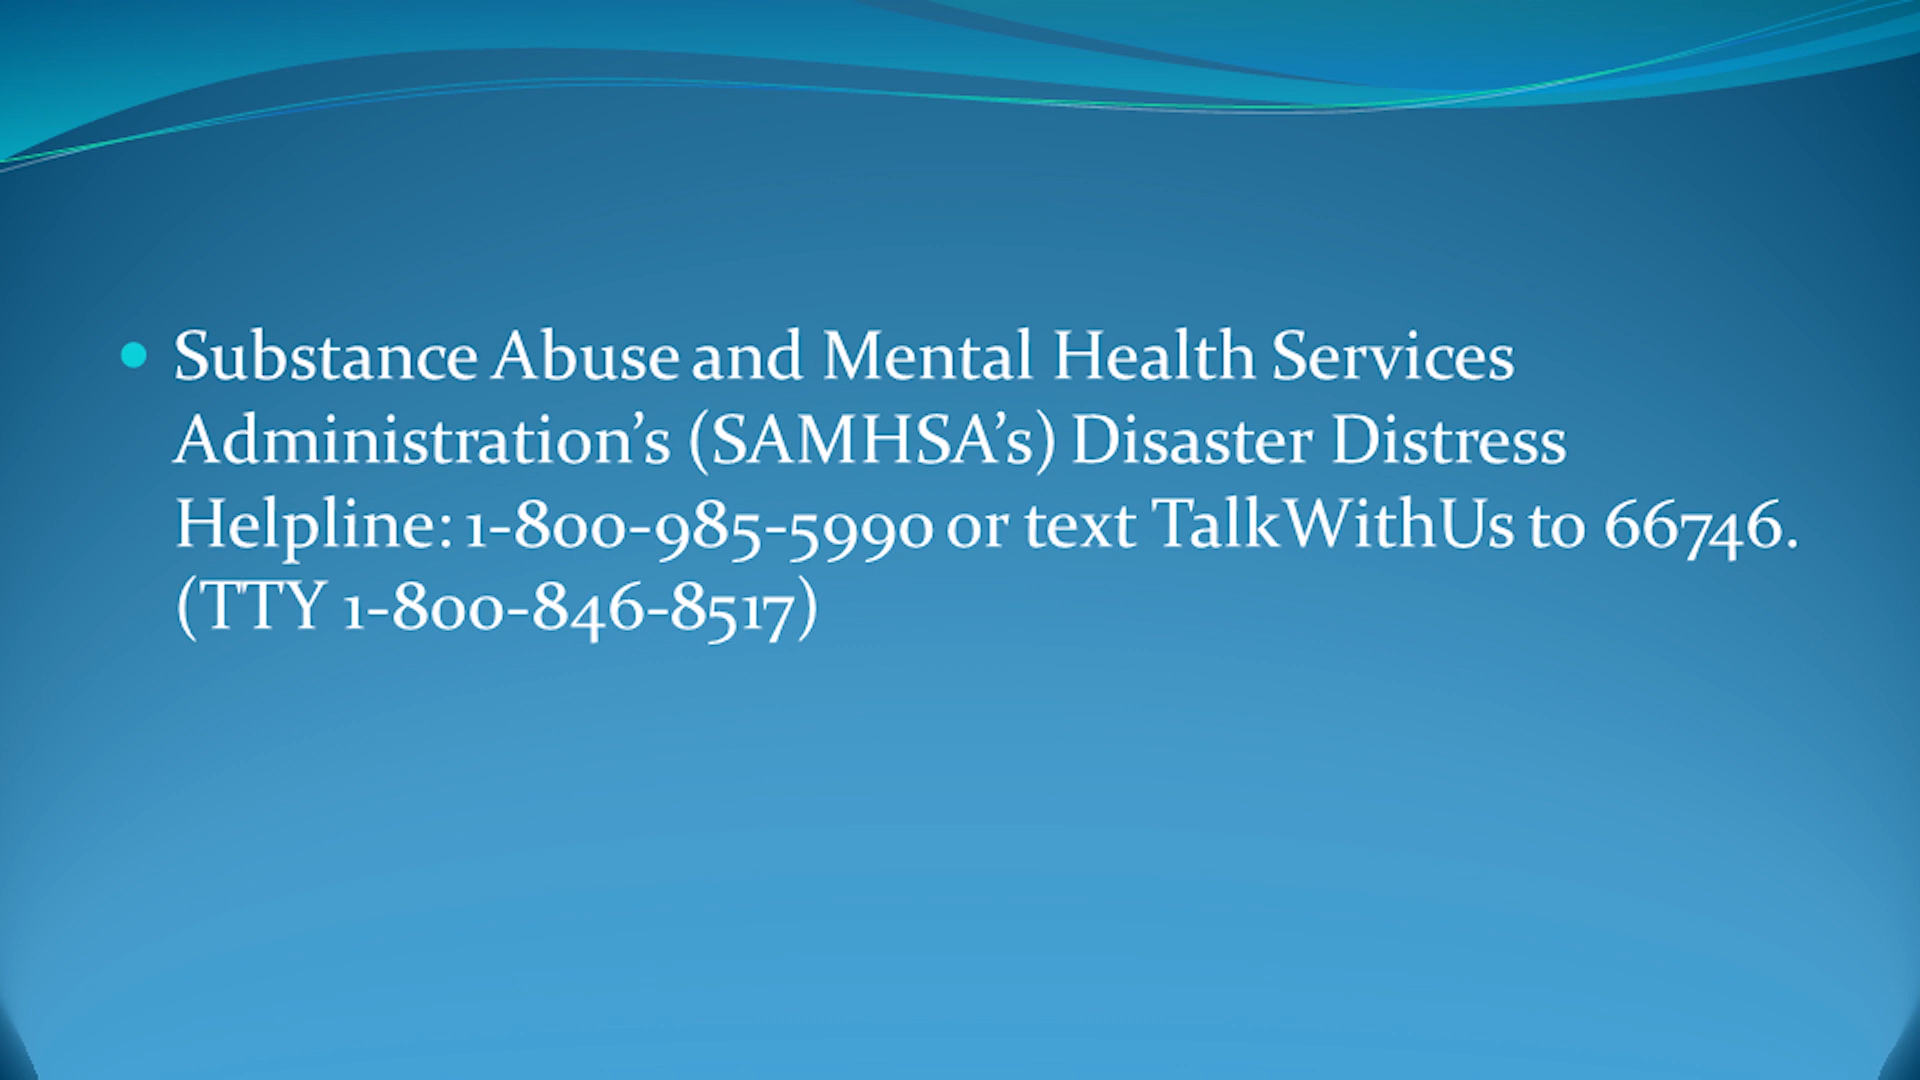 • Substance Abuse and Mental Health Services
Administration’s (SAMHSA’s) Disaster Distress
Helpline: 1-800-985-5990 or text TalkWithUs to 66746.
(TTY 1-800-846-8517)